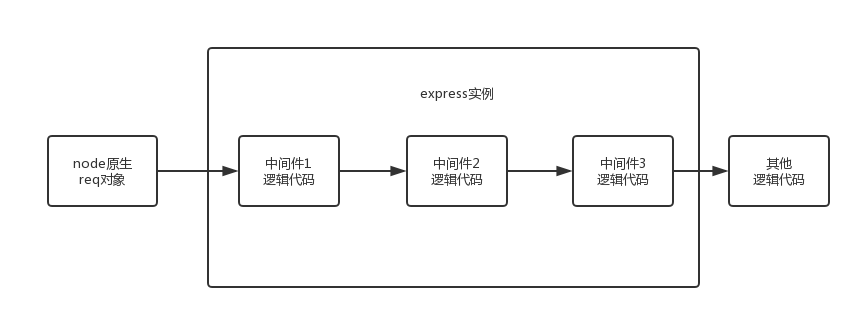 express实例
node原生
req对象
中间件1
逻辑代码
中间件2
逻辑代码
中间件3
逻辑代码
其他
逻辑代码